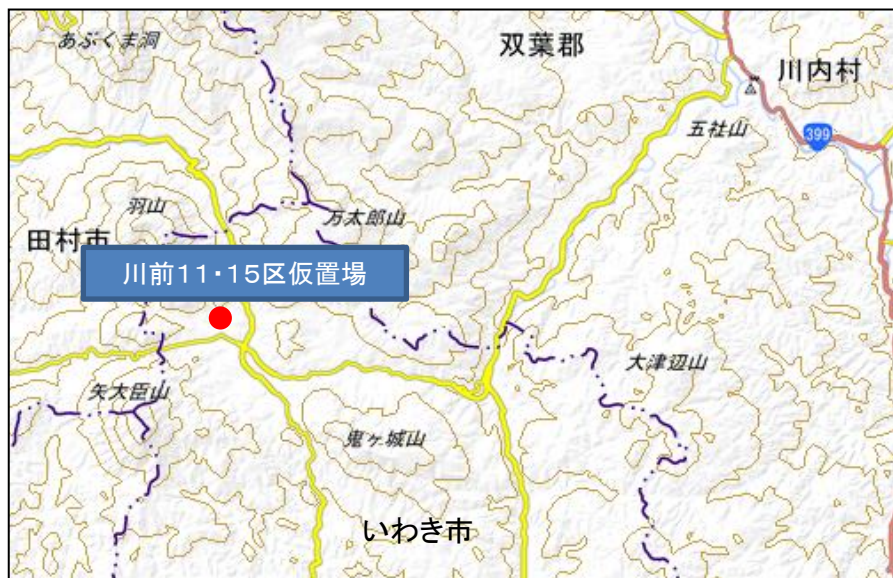 あぶくま洞
双葉郡
川内村
五社山
399
羽山
万太郎山
田村市
川前11・15区仮置場
大津辺山
矢大臣山
鬼ヶ城山
いわき市